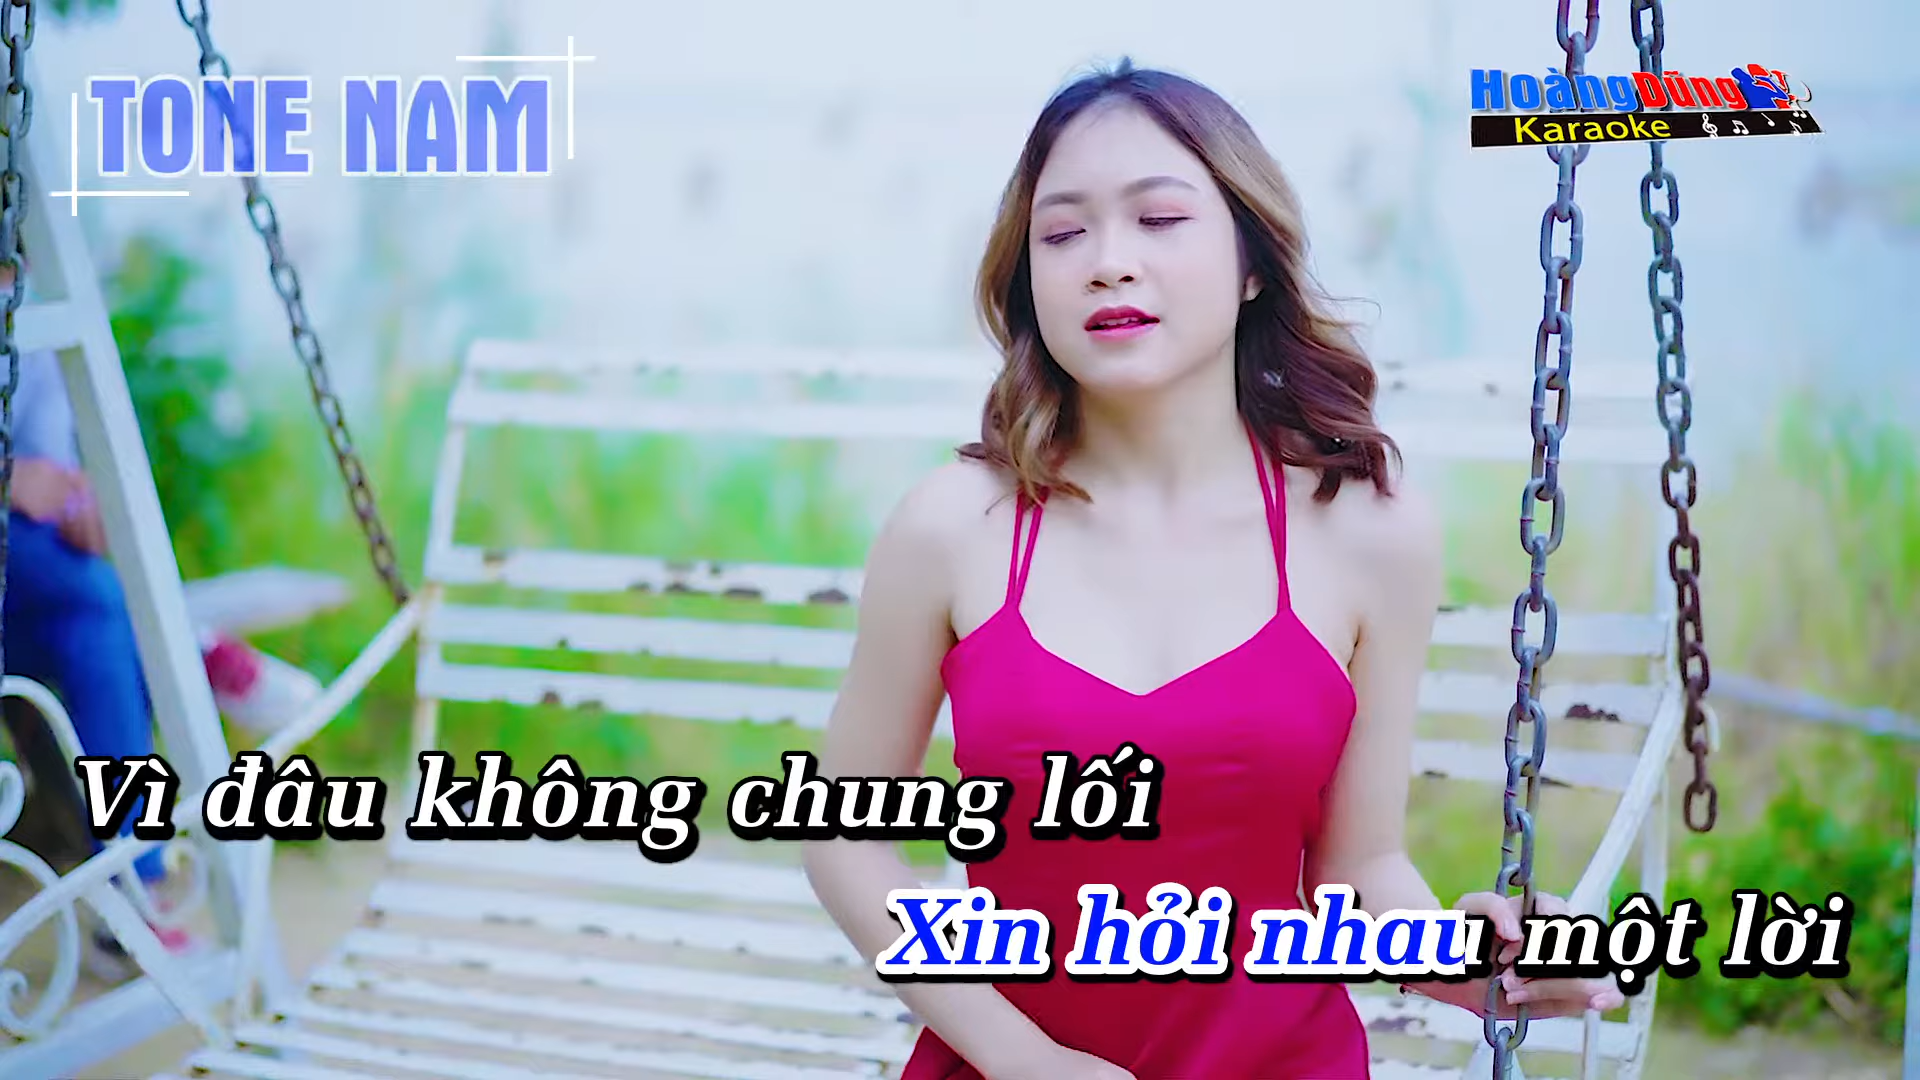 TONE NAM
HoàngDũng
Karaoke
Vì đâu không chung lối
Xin hỏi nhau một lời